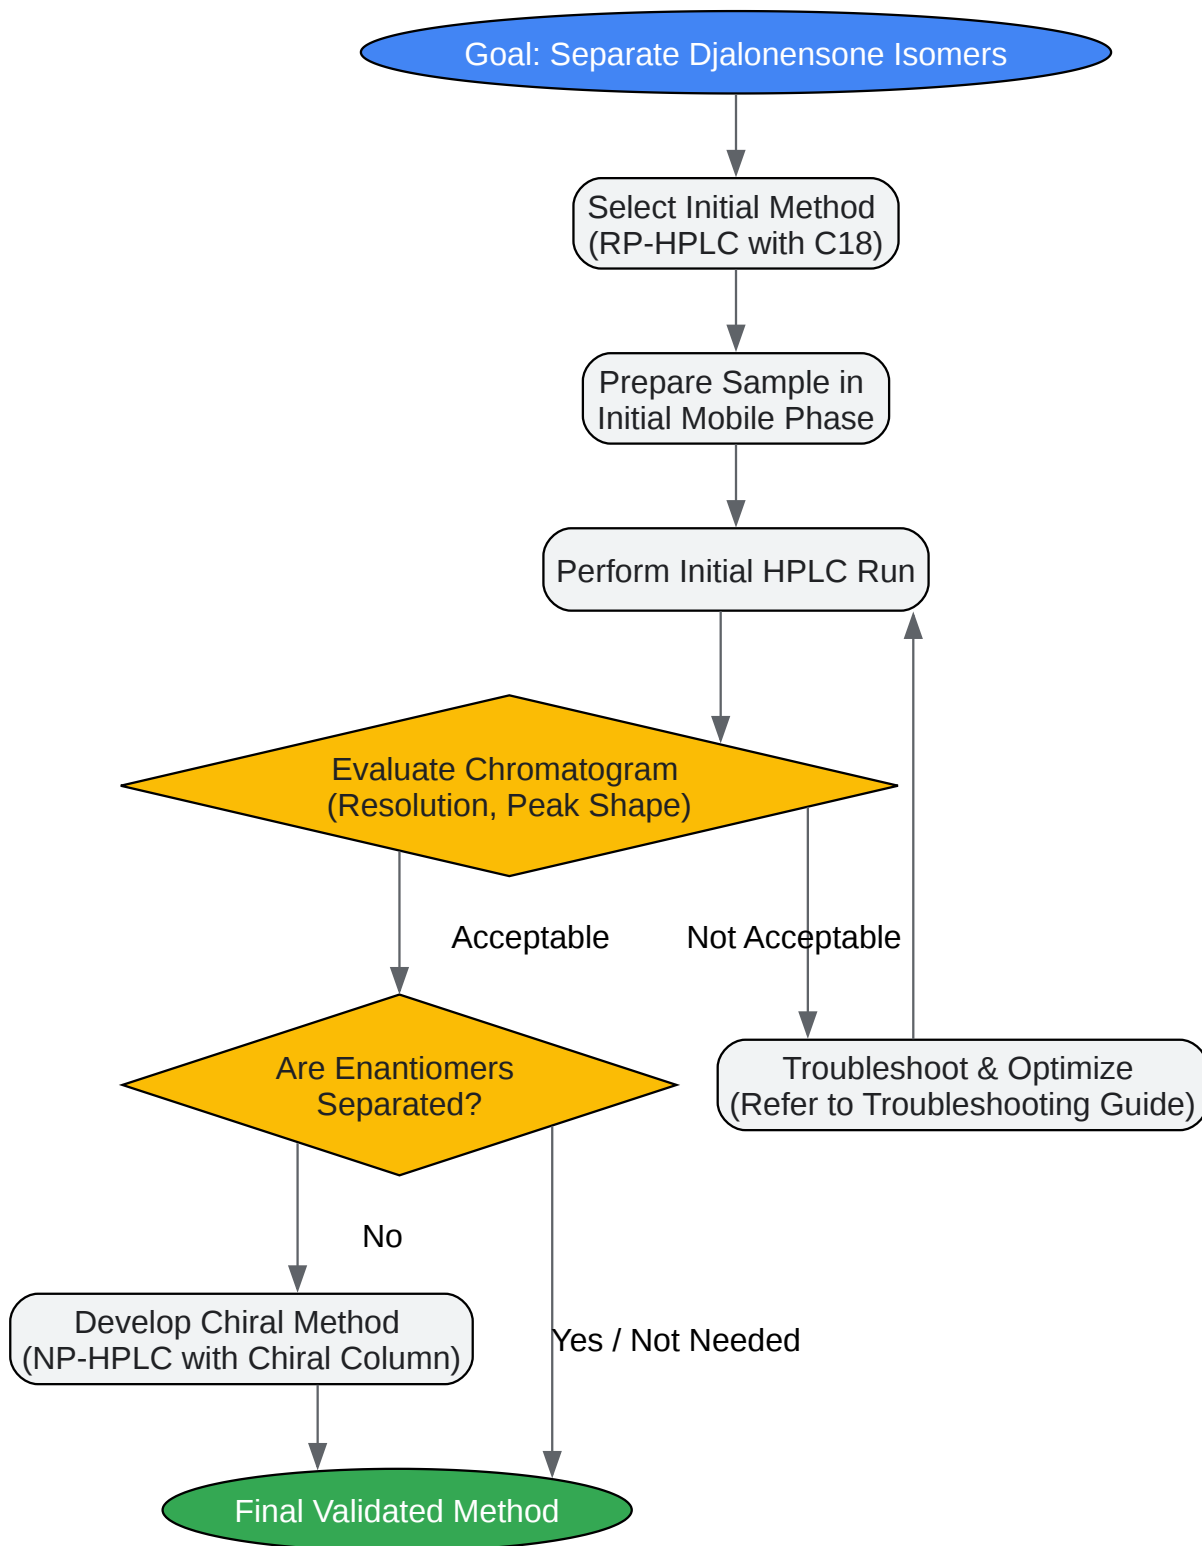 Goal: Separate Djalonensone Isomers
Select Initial Method
(RP-HPLC with C18)
Prepare Sample in
Initial Mobile Phase
Perform Initial HPLC Run
Evaluate Chromatogram
(Resolution, Peak Shape)
Acceptable
Not Acceptable
Are Enantiomers
Separated?
Troubleshoot & Optimize
(Refer to Troubleshooting Guide)
No
Develop Chiral Method
(NP-HPLC with Chiral Column)
Yes / Not Needed
Final Validated Method